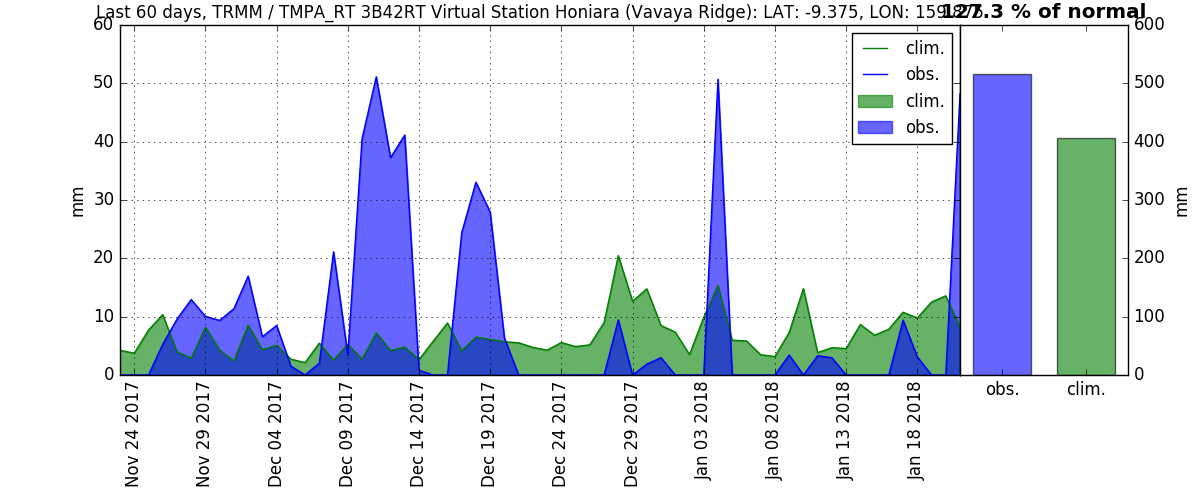 Last 60 days, TRMM / TMPA_RT 3B42RT Virtual Station Honiara (Vavaya Ridge): LAT: -9.375, LON:
127.3 % of normal
60
50
40
30
20
10
0
mm
clim.
obs.
clim.
obs.
600
500
400
300
200
100
0
mm
obs.
clim.
Nov 24 2017
Nov 29 2017
Dec 04 2017
Dec 09 2017
Dec 14 2017
Dec 19 2017
Dec 24 2017
Dec 29 2017
Jan 03 2018
Jan 08 2018
Jan 13 2018
Jan 18 2018